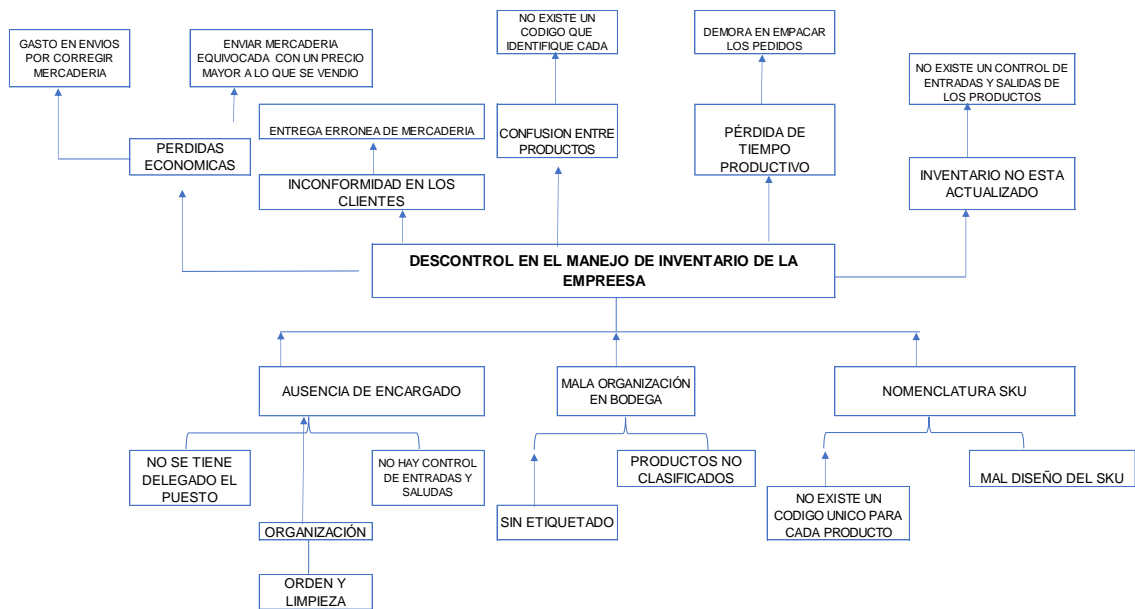 NO EXISTE UN
CODIGO QUE
IDENTIFIQUE CADA
GASTO EN ENVIOS
POR CORREGIR
MERCADERIA
ENVIAR MERCADERIA
EQUIVOCADA CON UN PRECIO
MAYOR A LO QUE SE VENDIO
DEMORA EN EMPACAR
LOS PEDIDOS
NO EXISTE UN CONTROL DE
ENTRADAS Y SALIDAS DE
LOS PRODUCTOS
PERDIDAS
ECONOMICAS
ENTREGA ERRONEA DE MERCADERIA
CONFUSION ENTRE
PRODUCTOS
PÉRDIDA DE
TIEMPO
PRODUCTIVO
INCONFORMIDAD EN LOS
CLIENTES
INVENTARIO NO ESTA
ACTUALIZADO
DESCONTROL EN EL MANEJO DE INVENTARIO DE LA
EMPREESA
AUSENCIA DE ENCARGADO
MALA ORGANIZACIÓN
EN BODEGA
NOMENCLATURA SKU
NO SE TIENE
DELEGADO EL
PUESTO
NO HAY CONTROL
DE ENTRADAS Y
SALUDAS
PRODUCTOS NO
CLASIFICADOS
MAL DISEÑO DEL SKU
SIN ETIQUETADO
NO EXISTE UN
CODIGO UNICO PARA
CADA PRODUCTO
ORGANIZACIÓN
ORDEN Y
LIMPIEZA